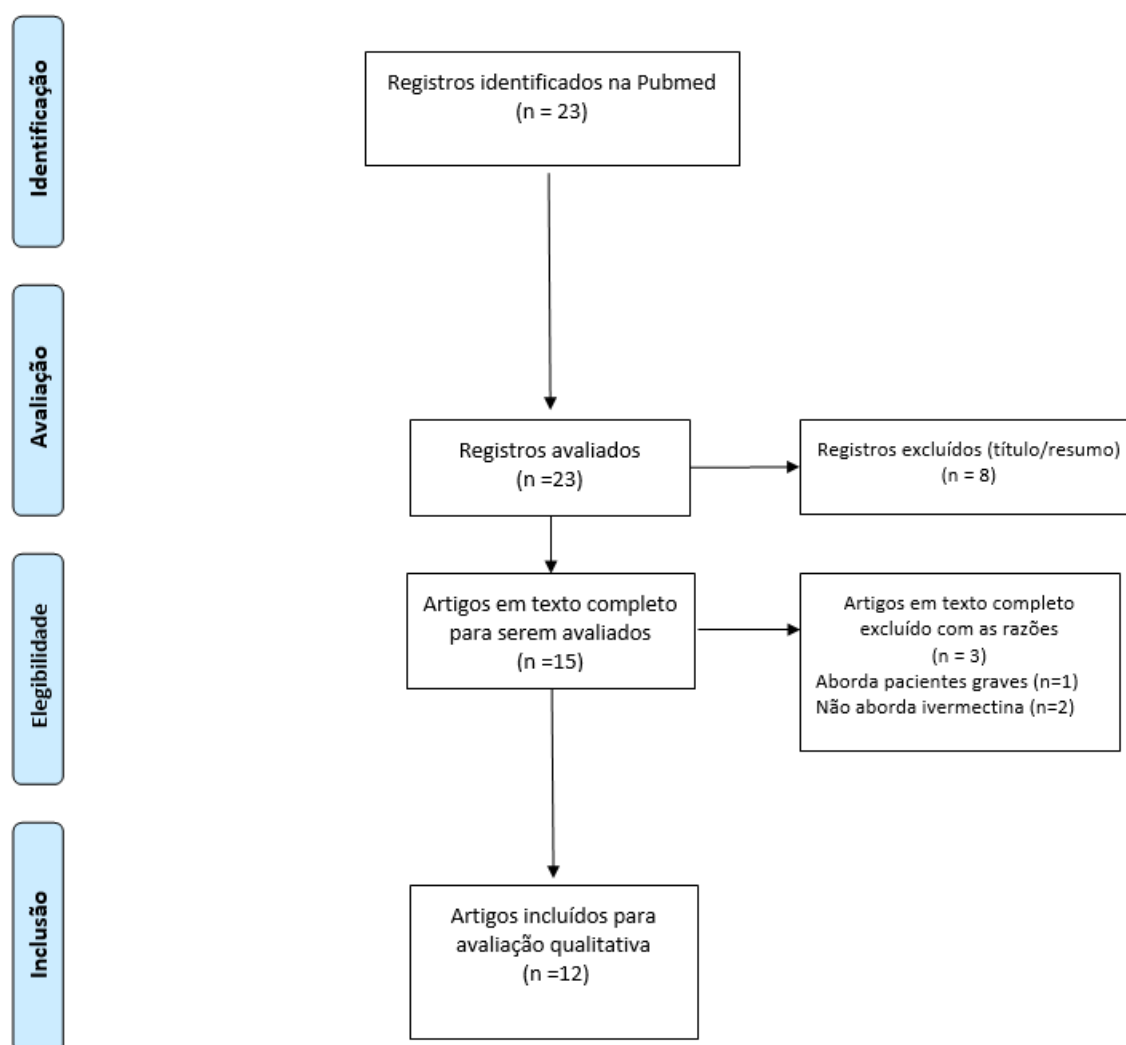 Identificação
Registros identificados na Pubmed
(n = 23)
Avaliação
Registros avaliados
(n =23)
Registros excluídos (título/resumo)
(n = 8)
Elegibilidade
Artigos em texto completo
para serem avaliados
(n =15)
Artigos em texto completo
excluído com as razões
(n = 3)
Aborda pacientes graves (n=1)
Não aborda ivermectina (n=2)
Inclusão
Artigos incluídos para
avaliação qualitativa
(n =12)